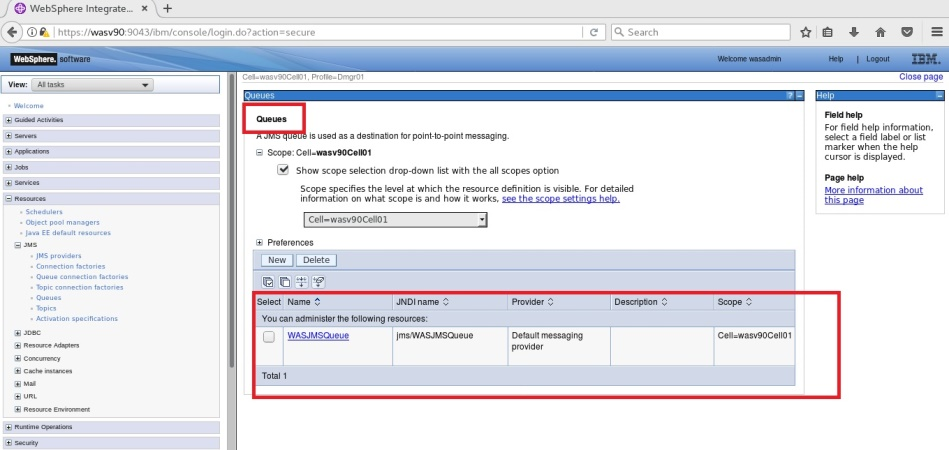 WebSphere Integrate...
https://wasv90:9043/ibm/console/login.do?action=secure
Search
WebSphere. software
Welcome wasadmin
Help | Logout
IBM.
Cell=wasv90Cell01, Profile=Dmgr01
Close page
View: All tasks
Welcome
Guided Activities
Servers
Applications
Jobs
Services
Resources
Schedulers
Object pool managers
Java EE default resources
JMS
JMS providers
Connection factories
Queue connection factories
Topic connection factories
Queues
Topics
Activation specifications
JDBC
Resource Adapters
Concurrency
Cache instances
Mail
URL
Resource Environment
Runtime Operations
Security
Queues
?
Queues
A JMS queue is used as a destination for point-to-point messaging.
Scope: Cell=wasv90Cell01
Show scope selection drop-down list with the all scopes option
Scope specifies the level at which the resource definition is visible. For detailed
information on what scope is and how it works, see the scope settings help.
Cell=wasv90Cell01
Preferences
New Delete
Select Name JNDI name Provider Description Scope
You can administer the following resources:
WASJMSQueue jms/WASJMSQueue Default messaging Cell=wasv90Cell01
provider
Total 1
Help
Field help
For field help information,
select a field label or list
marker when the help
cursor is displayed.
Page help
More information about
this page